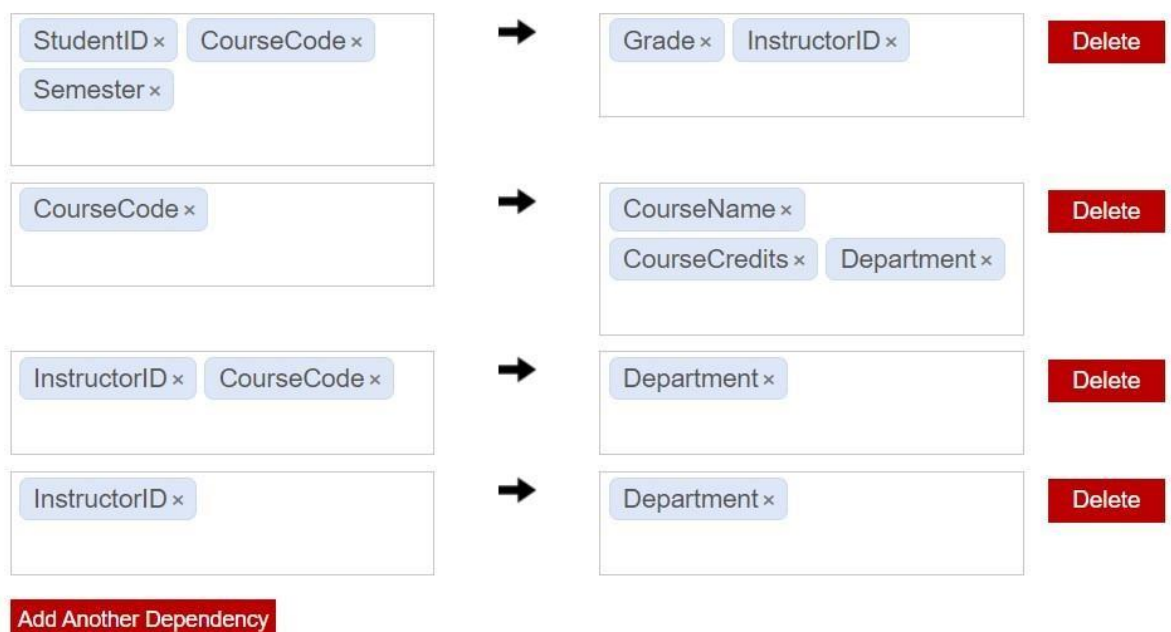 StudentID × CourseCode × ➡ Grade × InstructorID × Delete
Semester ×
CourseCode × ➡ CourseName × Delete
CourseCredits × Department ×
InstructorID × CourseCode × ➡ Department × Delete
InstructorID × ➡ Department × Delete
Add Another Dependency